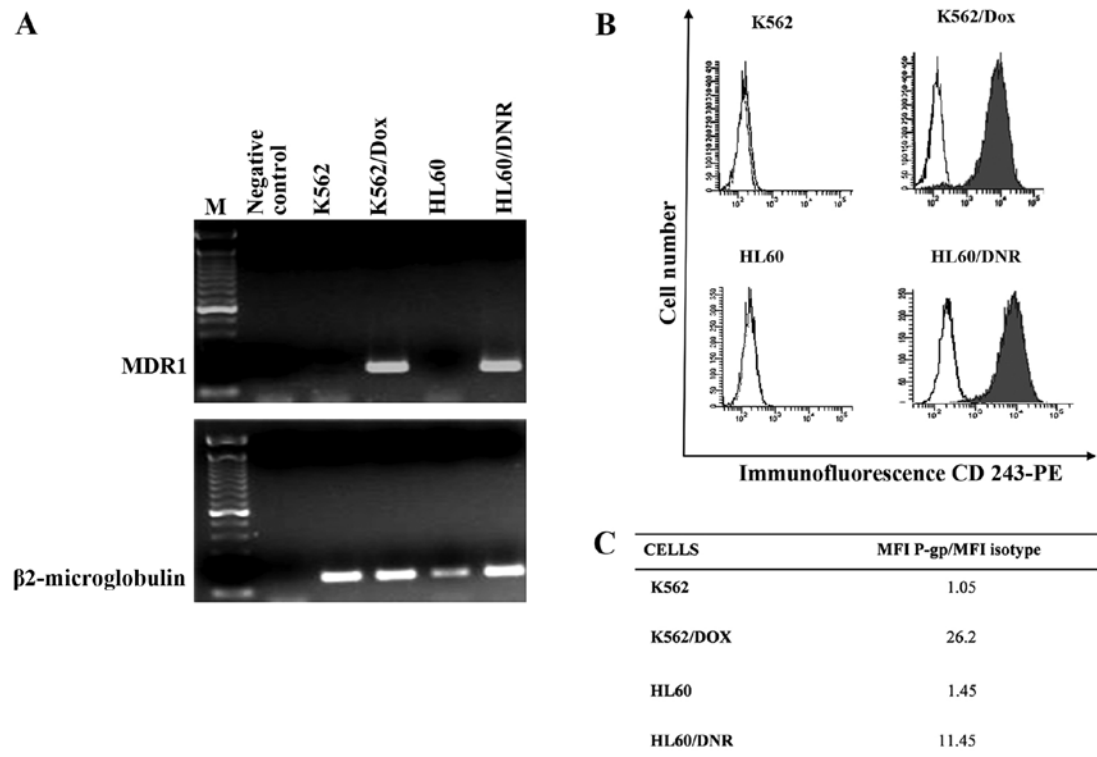 A
M
Negative control
K562
K562/Dox
HL60
HL60/DNR
MDR1
β2-microglobulin
B
K562
K562/Dox
HL60
HL60/DNR
Cell number
Immunofluorescence CD 243-PE
C
CELLS MFI P-gp/MFI isotype
K562 1.05
K562/DOX 26.2
HL60 1.45
HL60/DNR 11.45